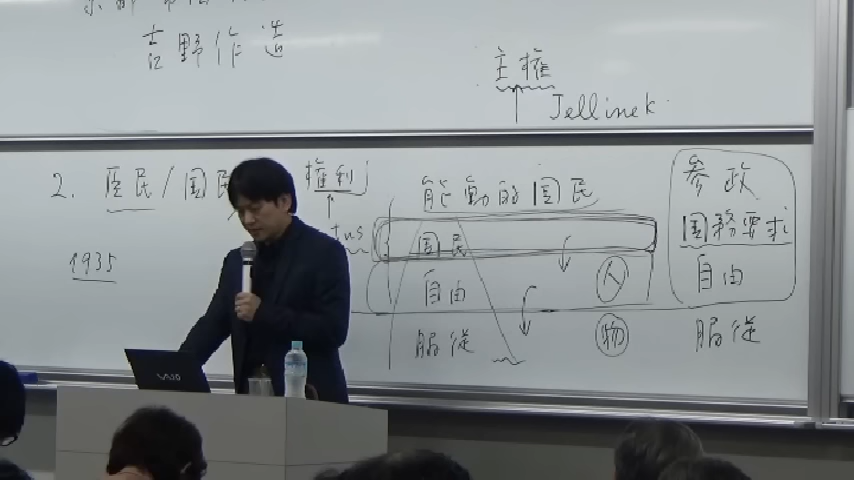 吉野作造
主権
↑ Jellinek
2. 臣民/国民
1935
権利
↑
tus
能動的国民
国民
自由
服従
人
物
参政
国務要求
自由
服従
VAIO